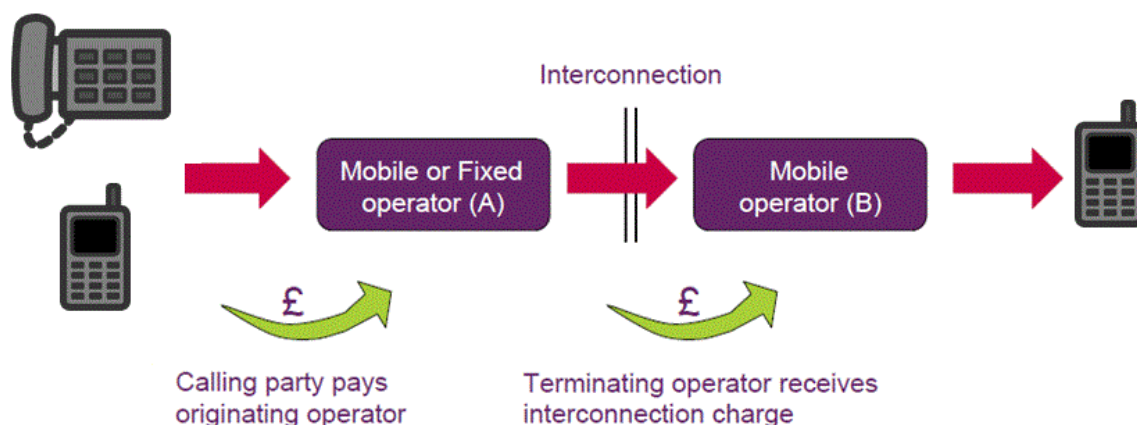 Interconnection
Mobile or Fixed
operator (A)
Mobile
operator (B)
£
£
Calling party pays
originating operator
Terminating operator receives
interconnection charge